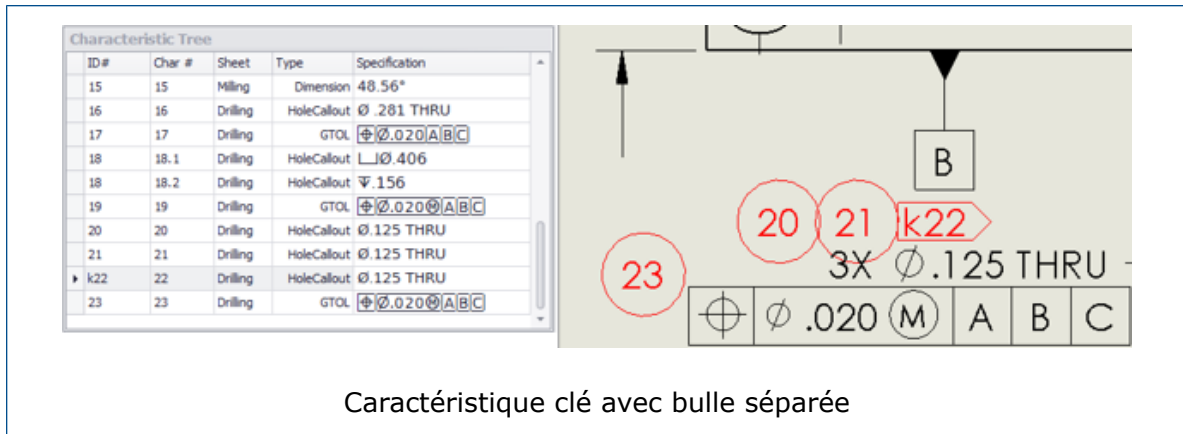 Characteristic Tree
ID# Char # Sheet Type Specification
15 15 Milling Dimension 48.56°
16 16 Drilling HoleCallout Ø .281 THRU
17 17 Drilling GTOL ⌖ Ø.020 A B C
18 18.1 Drilling HoleCallout ⌴Ø.406
18 18.2 Drilling HoleCallout ↧.156
19 19 Drilling GTOL ⌖ Ø.020Ⓜ A B C
20 20 Drilling HoleCallout Ø.125 THRU
21 21 Drilling HoleCallout Ø.125 THRU
k22 22 Drilling HoleCallout Ø.125 THRU
23 23 Drilling GTOL ⌖ Ø.020Ⓜ A B C
B
20 21 k22
23
3X Ø .125 THRU
⌖ Ø .020 Ⓜ A B C
Caractéristique clé avec bulle séparée